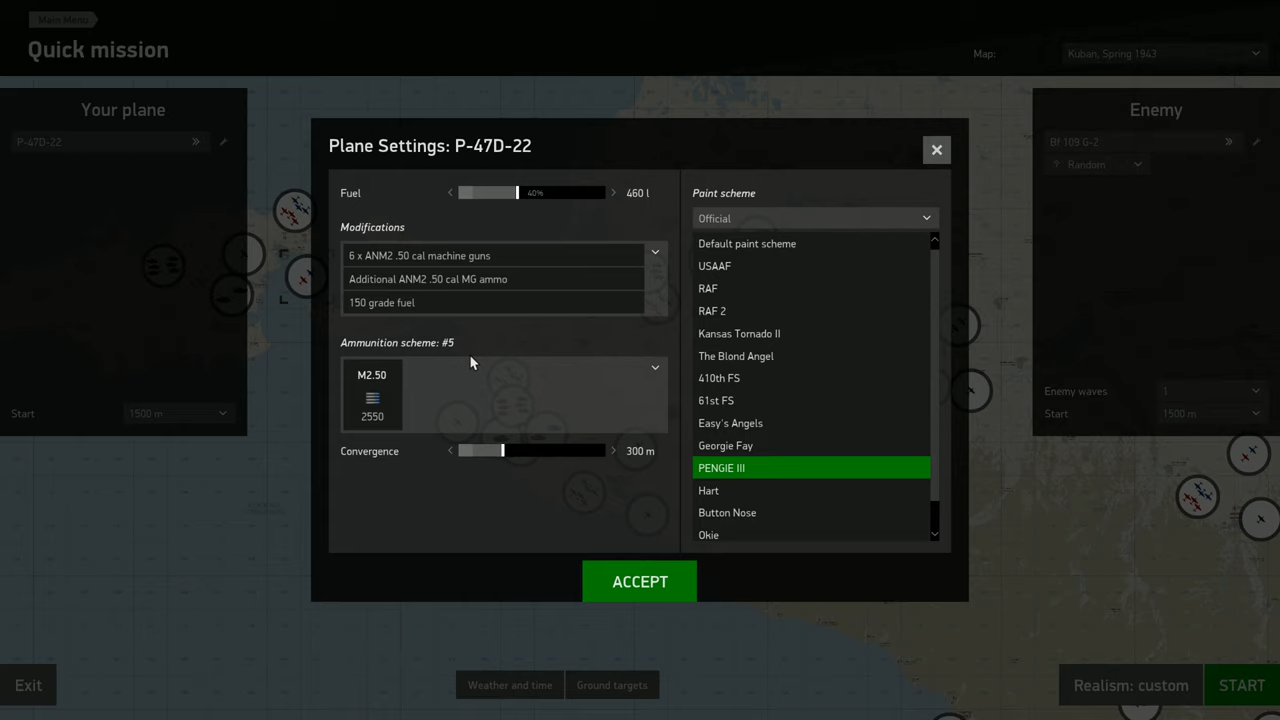 Main Menu
Quick mission
Map:
Kuban, Spring 1943
Your plane
P-47D-22
Start
1500 m
Plane Settings: P-47D-22
Fuel
40%
460 l
Modifications
6 x ANM2 .50 cal machine guns
Additional ANM2 .50 cal MG ammo
150 grade fuel
Ammunition scheme: #5
M2.50
2550
Convergence
300 m
Paint scheme
Official
Default paint scheme
USAAF
RAF
RAF 2
Kansas Tornado II
The Blond Angel
410th FS
61st FS
Easy's Angels
Georgie Fay
PENGIE III
Hart
Button Nose
Okie
ACCEPT
Enemy
Bf 109 G-2
? Random
Enemy waves
1
Start
1500 m
Exit
Weather and time
Ground targets
Realism: custom
START